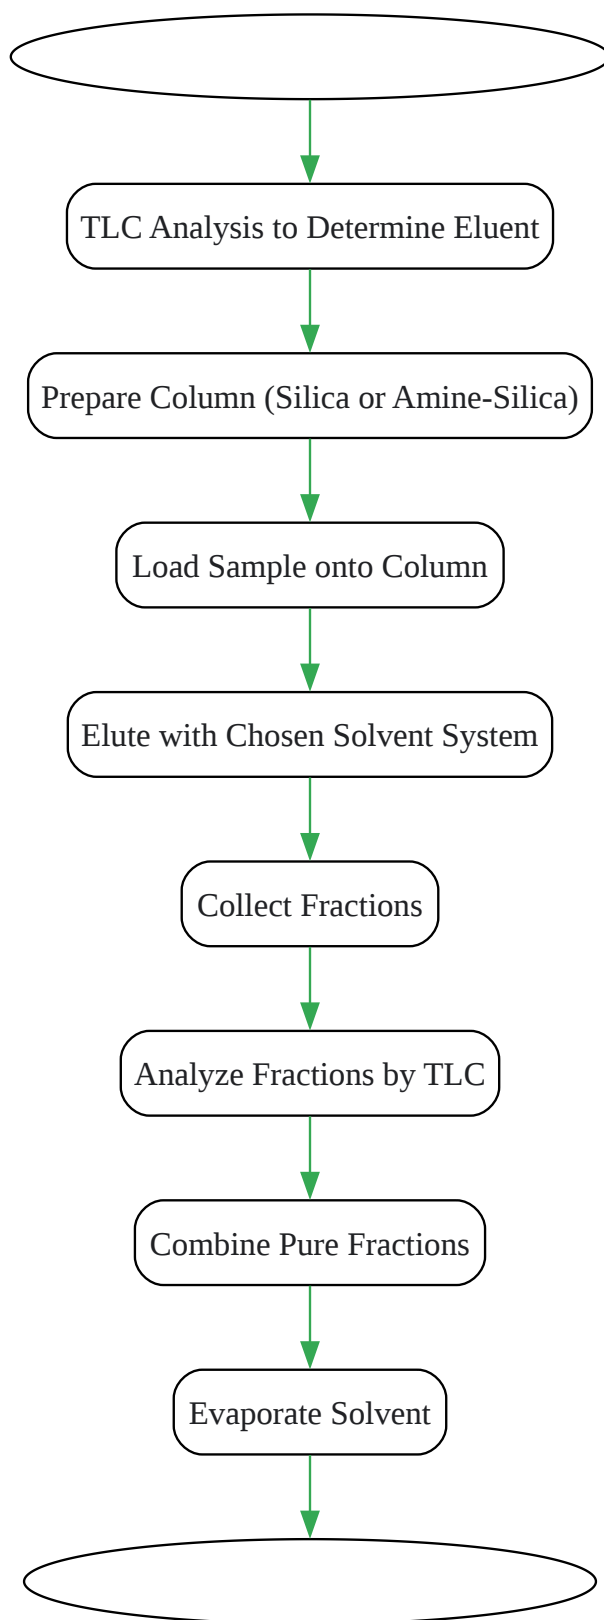 TLC Analysis to Determine Eluent
Prepare Column (Silica or Amine-Silica)
Load Sample onto Column
Elute with Chosen Solvent System
Collect Fractions
Analyze Fractions by TLC
Combine Pure Fractions
Evaporate Solvent